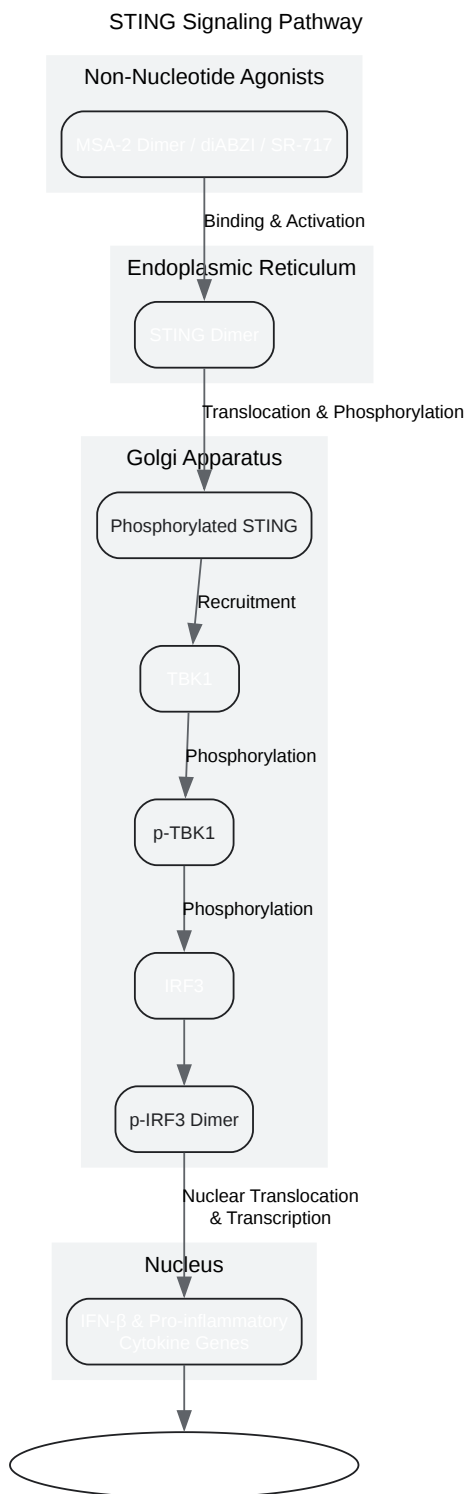 STING Signaling Pathway
Non-Nucleotide Agonists
MSA-2 Dimer / diABZI / SR-717
Binding & Activation
Endoplasmic Reticulum
STING Dimer
Translocation & Phosphorylation
Golgi Apparatus
Phosphorylated STING
Recruitment
TBK1
Phosphorylation
p-TBK1
Phosphorylation
IRF3
p-IRF3 Dimer
Nuclear Translocation
& Transcription
Nucleus
IFN-β & Pro-inflammatory
Cytokine Genes